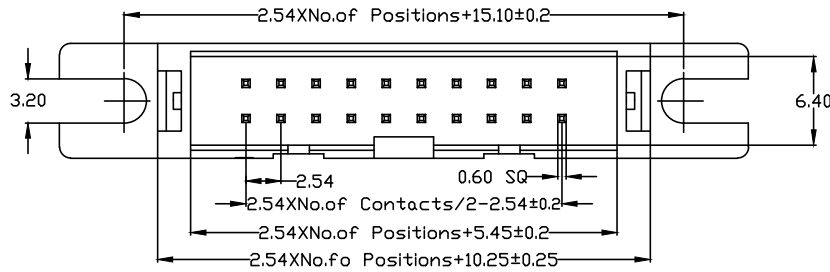 2.54XNo.of Positions+15.10±0.2
3.20
6.40
2.54
0.60 SQ
2.54XNo.of Contacts/2-2.54±0.2
2.54XNo.of Positions+5.45±0.2
2.54XNo.fo Positions+10.25±0.25